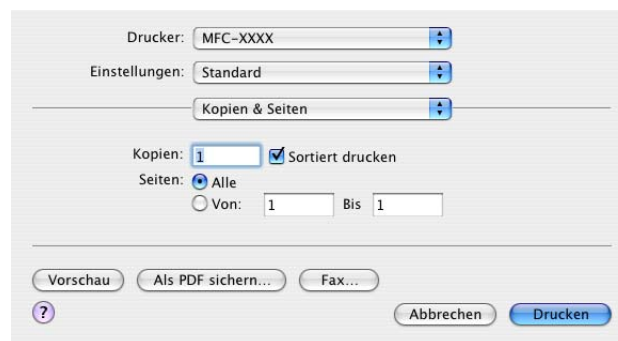 Drucker: MFC-XXXX
Einstellungen: Standard
Kopien & Seiten
Kopien: 1 Sortiert drucken
Seiten: Alle
Von: 1 Bis 1
Vorschau Als PDF sichern... Fax...
? Abbrechen Drucken